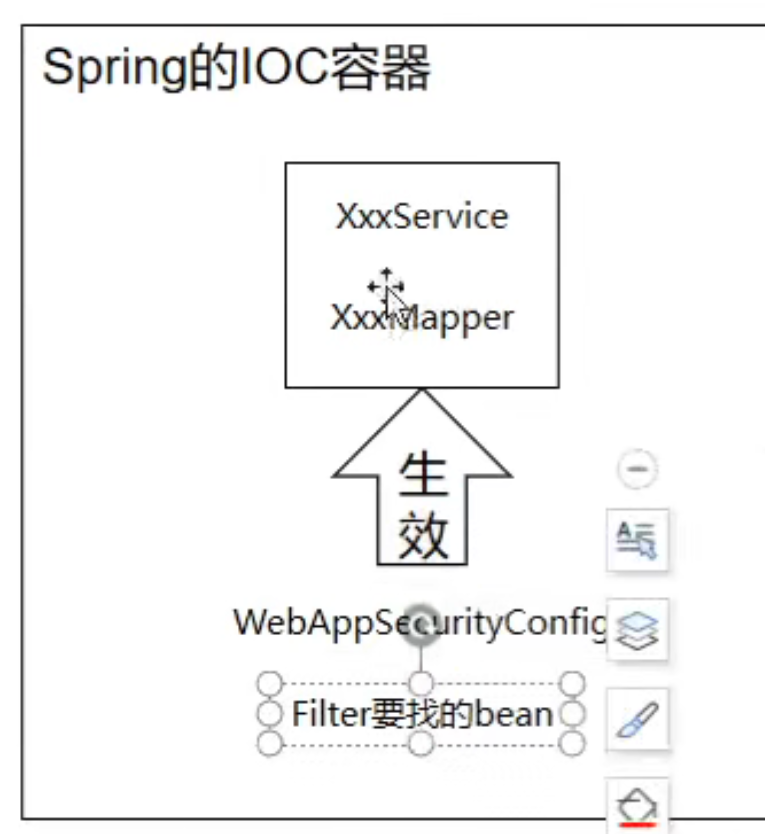 Spring的IOC容器
XxxService
XxxMapper
生
效
WebAppSecurityConfig
Filter要找的bean